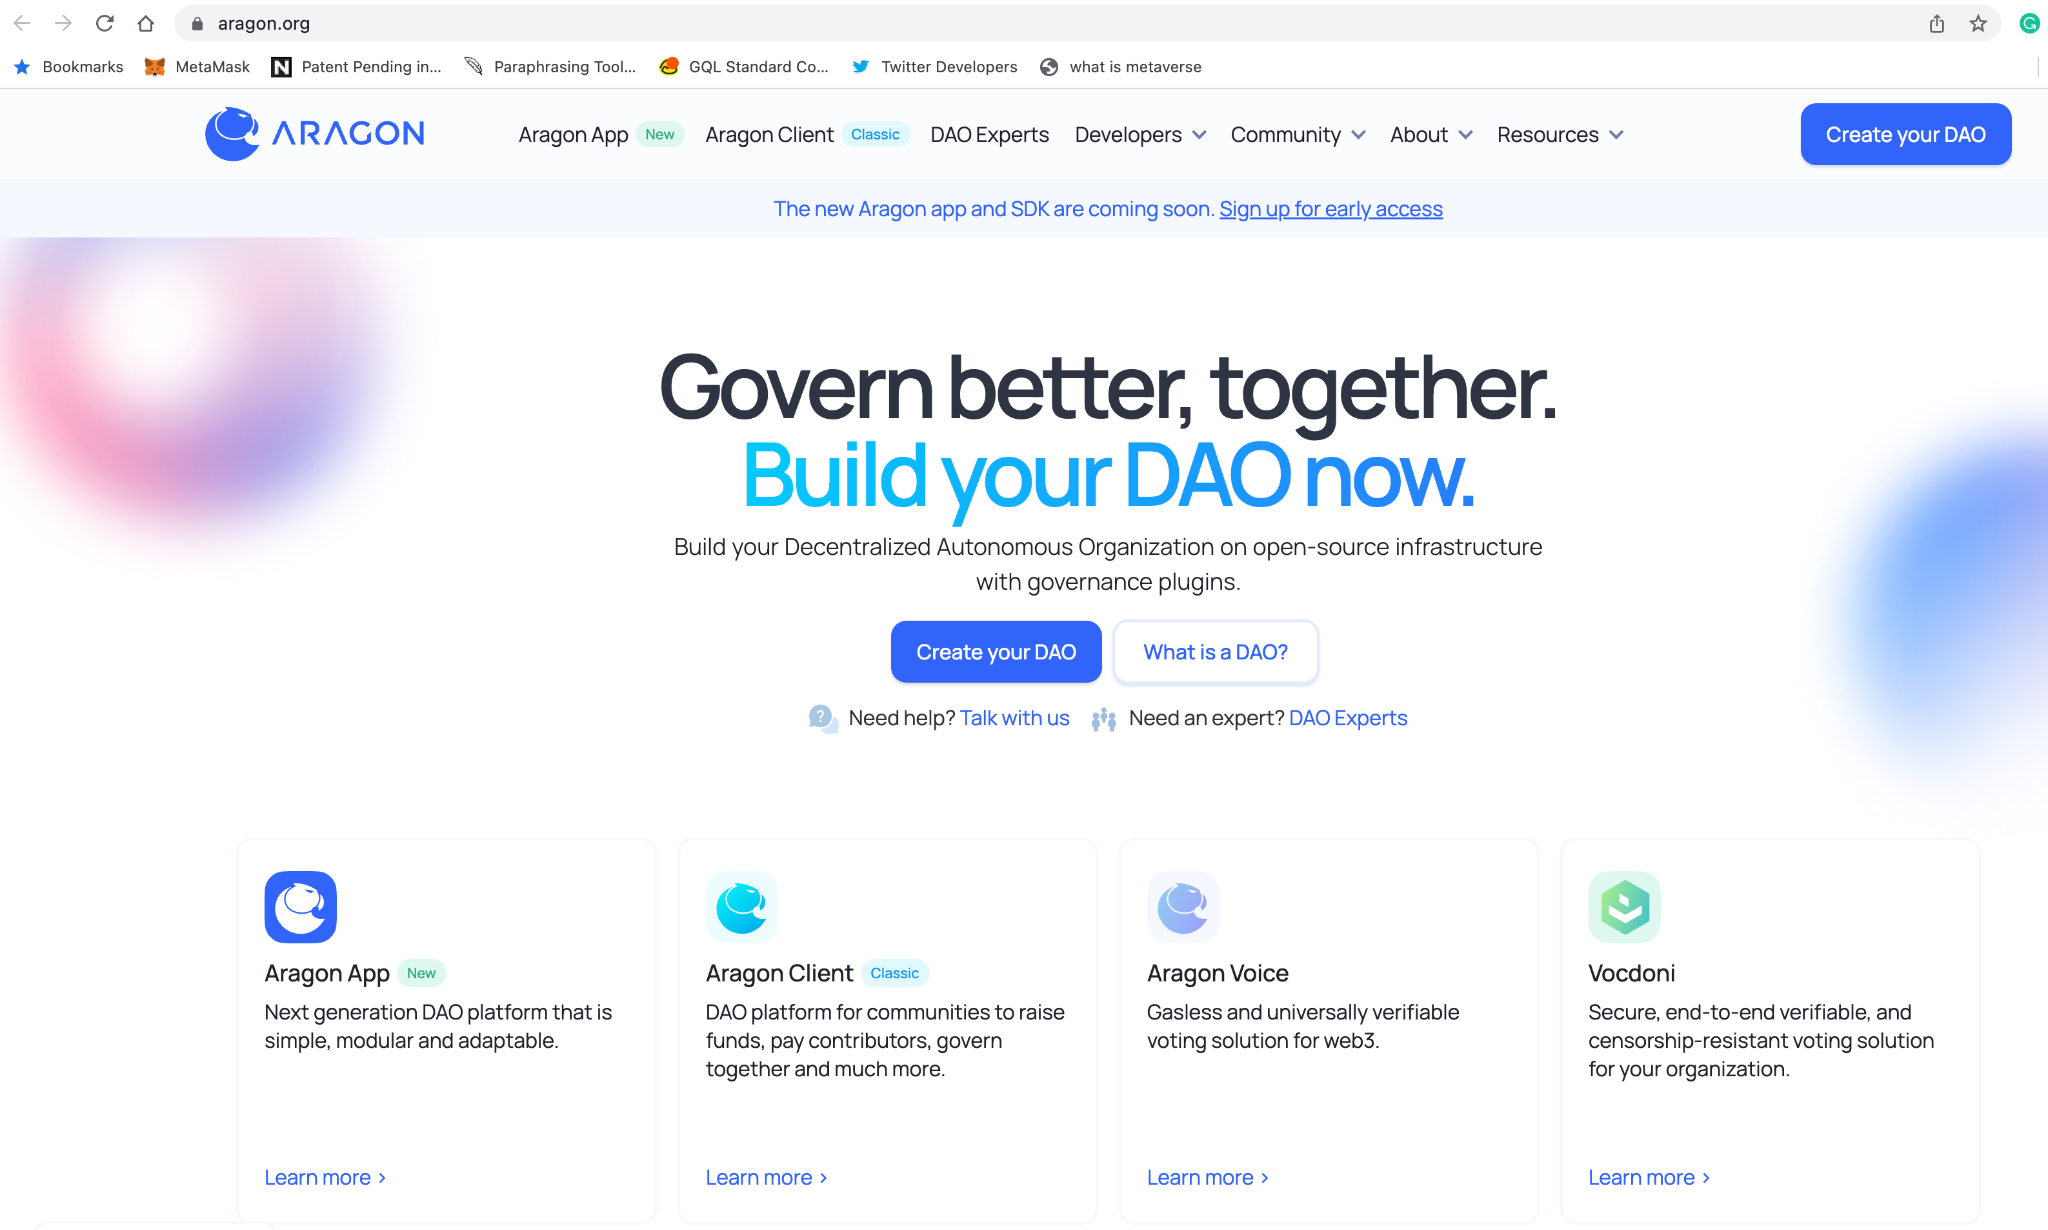 aragon.org
Bookmarks MetaMask Patent Pending in... Paraphrasing Tool... GQL Standard Co... Twitter Developers what is metaverse
ARAGON Aragon App New Aragon Client Classic DAO Experts Developers Community About Resources Create your DAO
The new Aragon app and SDK are coming soon. Sign up for early access
Govern better, together.
Build your DAO now.
Build your Decentralized Autonomous Organization on open-source infrastructure
with governance plugins.
Create your DAO What is a DAO?
Need help? Talk with us Need an expert? DAO Experts
Aragon App New
Next generation DAO platform that is
simple, modular and adaptable.
Learn more >
Aragon Client Classic
DAO platform for communities to raise
funds, pay contributors, govern
together and much more.
Learn more >
Aragon Voice
Gasless and universally verifiable
voting solution for web3.
Learn more >
Vocdoni
Secure, end-to-end verifiable, and
censorship-resistant voting solution
for your organization.
Learn more >